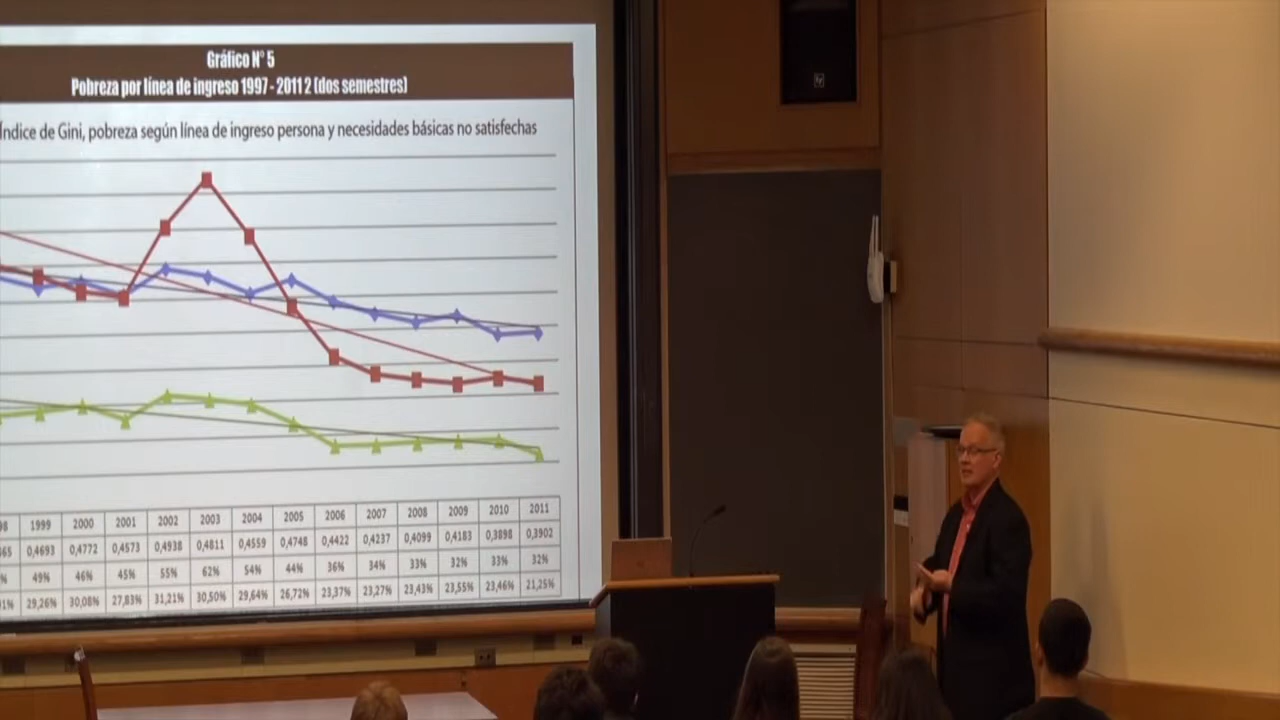 Gráfico N° 5
Pobreza por línea de ingreso 1997 - 2011 2 (dos semestres)
Índice de Gini, pobreza según línea de ingreso persona y necesidades básicas no satisfechas
1999 2000 2001 2002 2003 2004 2005 2006 2007 2008 2009 2010 2011
0,4693 0,4772 0,4573 0,4938 0,4811 0,4559 0,4748 0,4422 0,4237 0,4099 0,4183 0,3898 0,3902
49% 46% 45% 55% 62% 54% 44% 36% 34% 33% 32% 33% 32%
29,26% 30,08% 27,83% 31,21% 30,50% 29,64% 26,72% 23,37% 23,27% 23,43% 23,55% 23,46% 21,25%